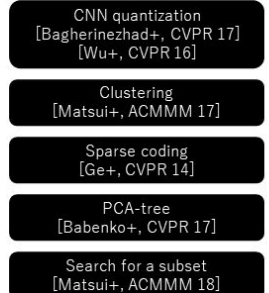 CNN quantization
[Bagherinezhad+, CVPR 17]
[Wu+, CVPR 16]
Clustering
[Matsui+, ACMMM 17]
Sparse coding
[Ge+, CVPR 14]
PCA-tree
[Babenko+, CVPR 17]
Search for a subset
[Matsui+, ACMMM 18]